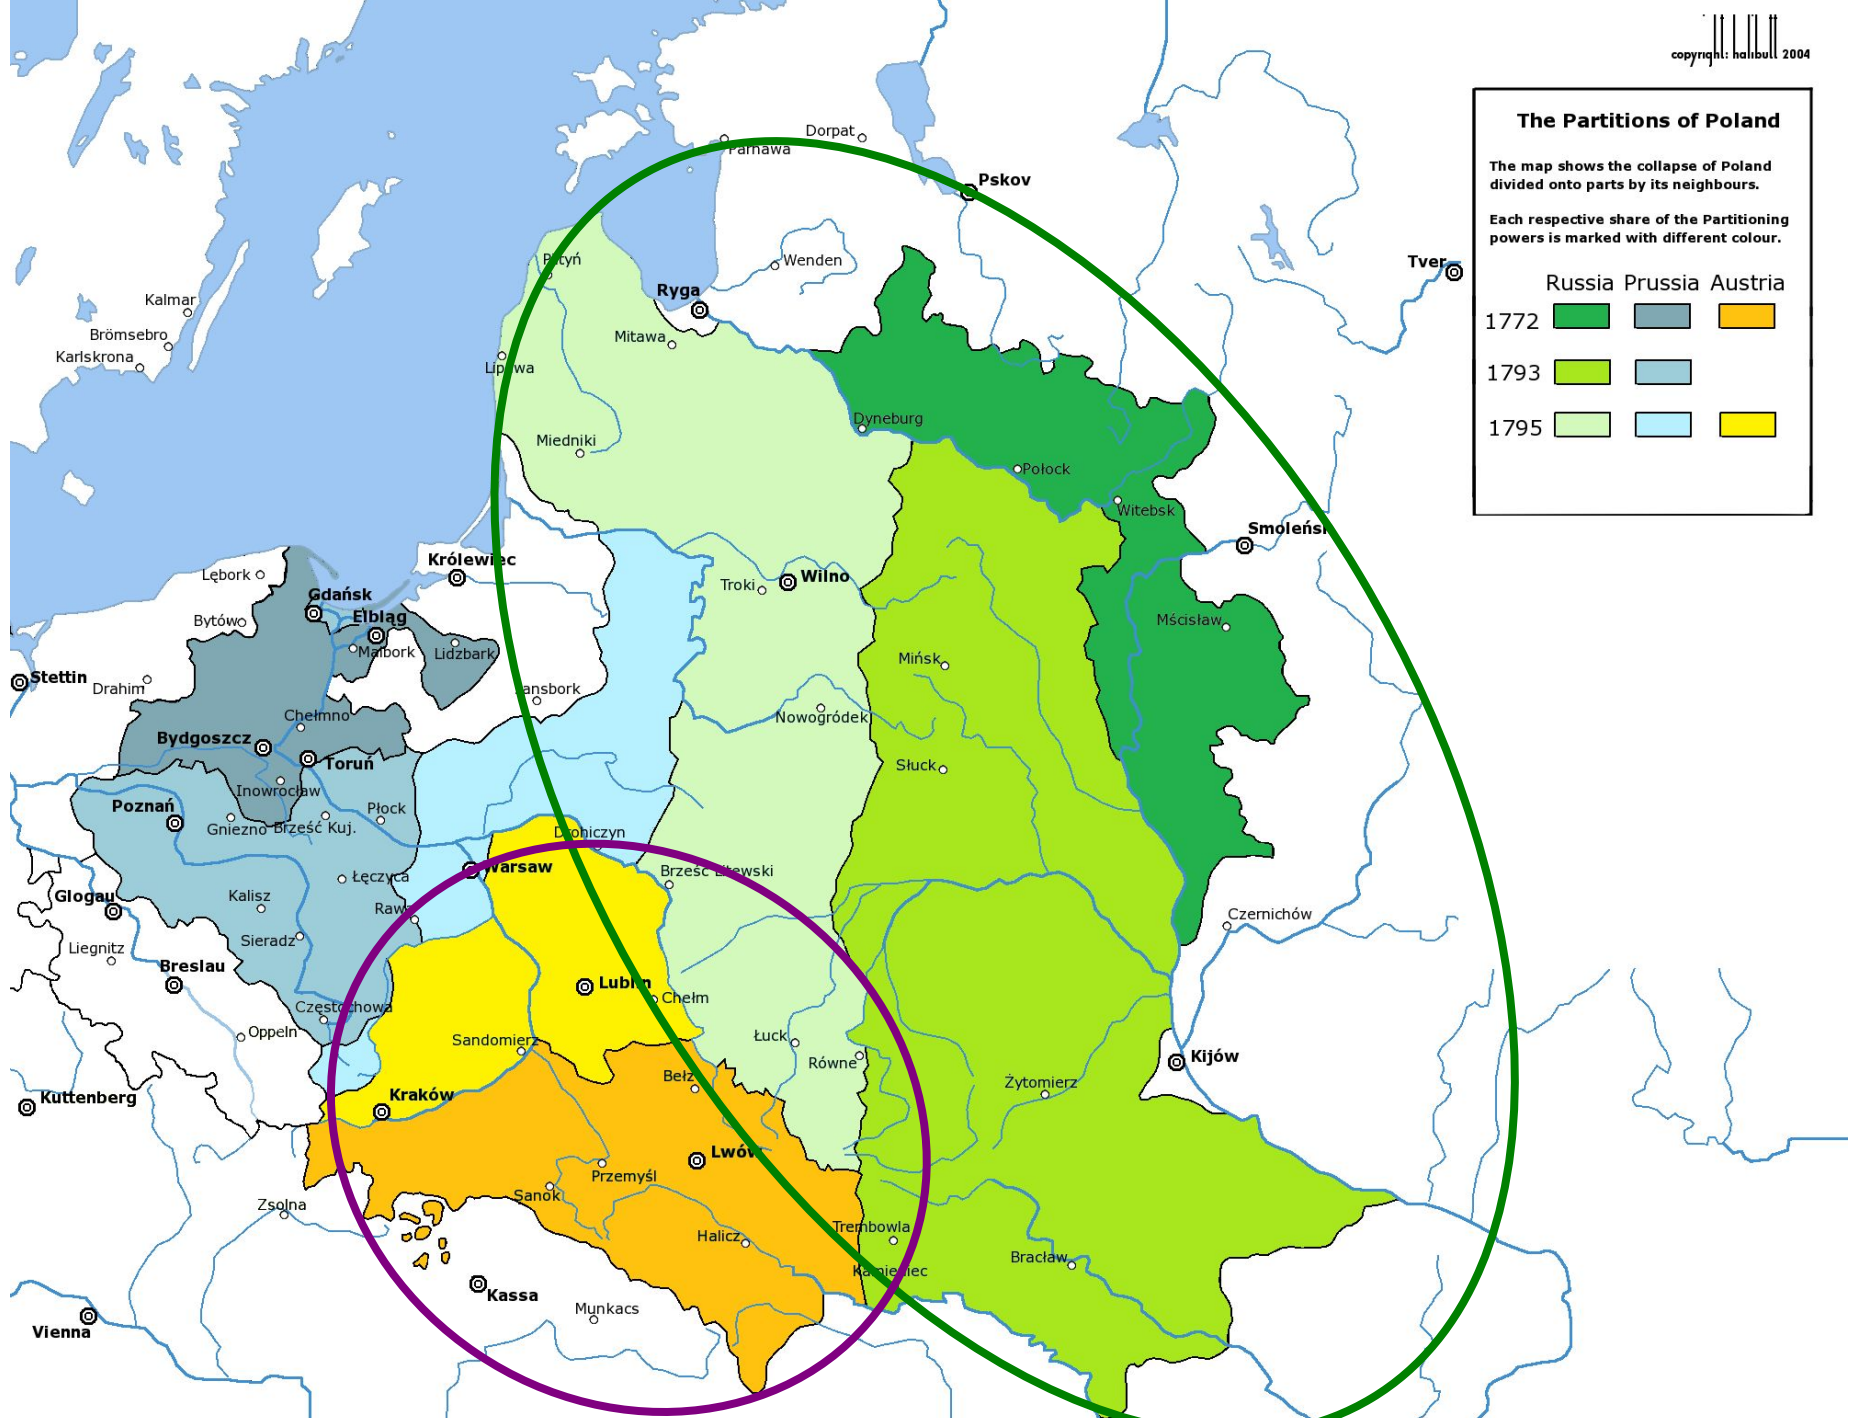 copyright: halibutt 2004
The Partitions of Poland
The map shows the collapse of Poland
divided onto parts by its neighbours.
Each respective share of the Partitioning
powers is marked with different colour.
Russia Prussia Austria
1772
1793
1795
Dorpat
Parnawa
Pskov
Piltyń
Wenden
Tver
Ryga
Kalmar
Brömsebro
Mitawa
Karlskrona
Lipawa
Dyneburg
Miedniki
Połock
Witebsk
Smoleńsk
Królewiec
Lębork
Troki
Wilno
Gdańsk
Elbląg
Bytów
Mścisław
Malbork
Lidzbark
Mińsk
Stettin
Drahim
Jansbork
Chełmno
Nowogródek
Bydgoszcz
Toruń
Słuck
Inowrocław
Poznań
Płock
Gniezno
Brześć Kuj.
Drohiczyn
Warsaw
Brześć Litewski
Łęczyca
Glogau
Kalisz
Rawa
Czernichów
Sieradz
Liegnitz
Breslau
Lublin
Chełm
Częstochowa
Oppeln
Sandomierz
Łuck
Równe
Kijów
Bełz
Żytomierz
Kuttenberg
Kraków
Lwów
Przemyśl
Sanok
Zsolna
Trembowla
Halicz
Bracław
Kamieniec
Kassa
Munkacs
Vienna